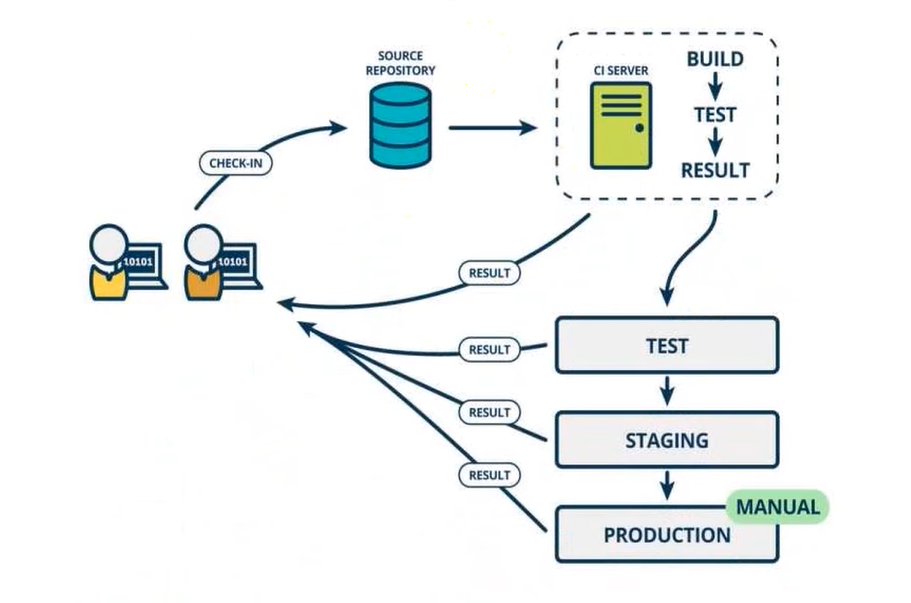 SOURCE
REPOSITORY
CI SERVER
BUILD
TEST
RESULT
CHECK-IN
10101
10101
RESULT
RESULT
TEST
RESULT
STAGING
RESULT
MANUAL
PRODUCTION